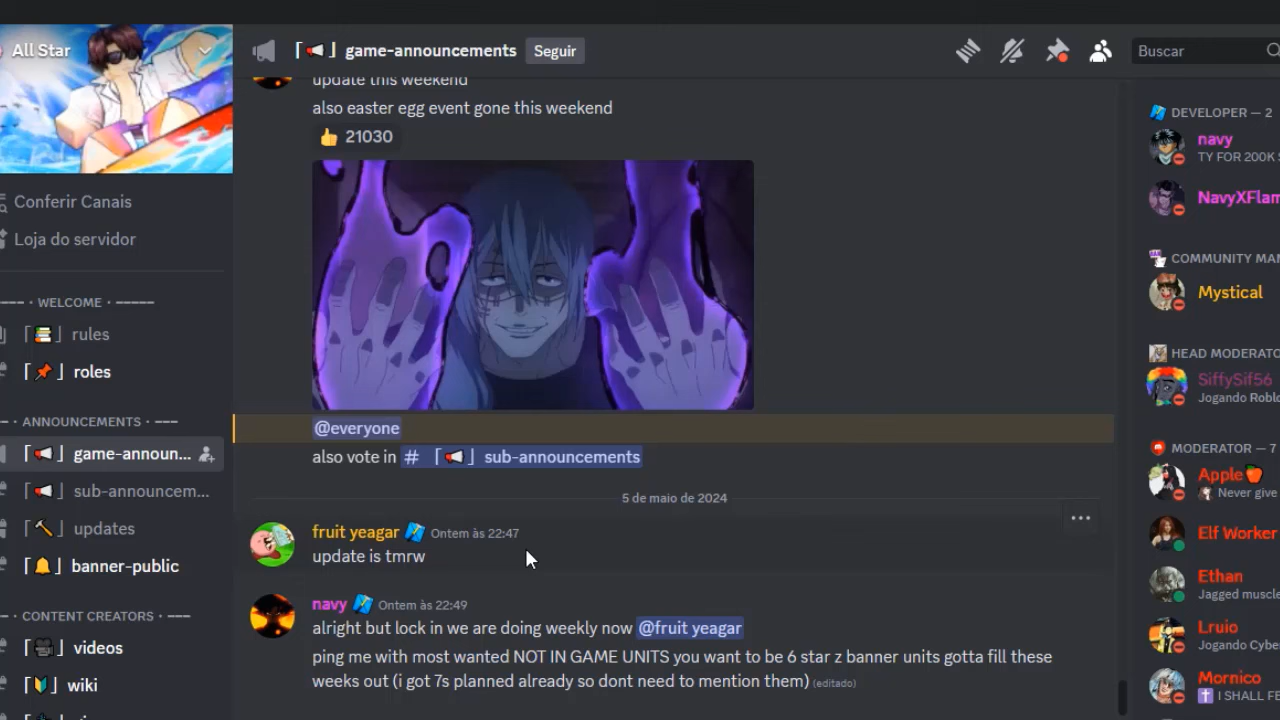 All Star
Conferir Canais
Loja do servidor
WELCOME
rules
roles
ANNOUNCEMENTS
game-announ...
sub-announcem...
updates
banner-public
CONTENT CREATORS
videos
wiki
game-announcements
Seguir
Buscar
update this weekend
also easter egg event gone this weekend
👍 21030
@everyone
also vote in # 「📢」 sub-announcements
5 de maio de 2024
fruit yeagar Ontem às 22:47
update is tmrw
navy Ontem às 22:49
alright but lock in we are doing weekly now @fruit yeagar
ping me with most wanted NOT IN GAME UNITS you want to be 6 star z banner units gotta fill these
weeks out (i got 7s planned already so dont need to mention them) (editado)
DEVELOPER — 2
navy
TY FOR 200K
NavyXFlam
COMMUNITY MAN
Mystical
HEAD MODERATO
SiffySif56
Jogando Roblo
MODERATOR — 7
Apple🍎
Never give
Elf Worker
Ethan
Jagged muscle
Lruio
Jogando Cybe
Mornico
I SHALL FE